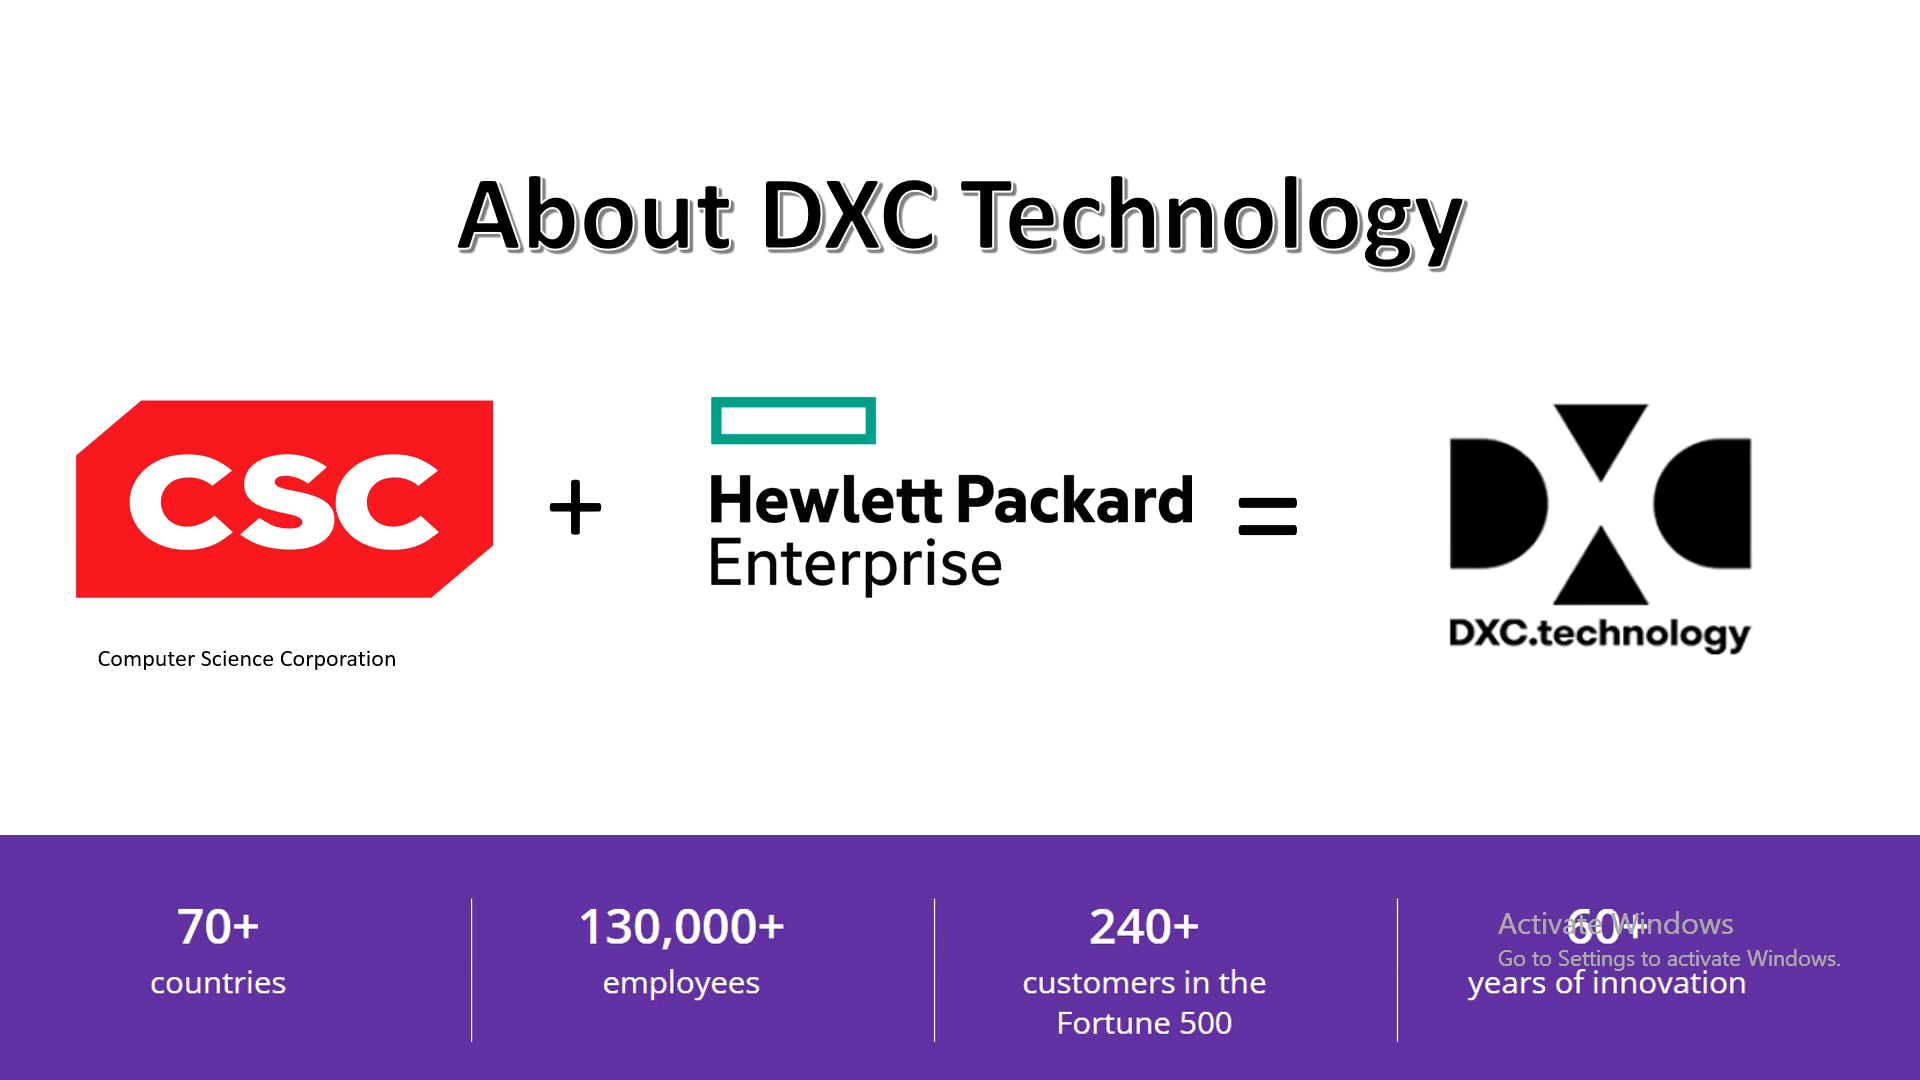 About DXC Technology
CSC
+
Hewlett Packard
Enterprise
=
DXC
DXC.technology
Computer Science Corporation
70+
countries
130,000+
employees
240+
customers in the
Fortune 500
60+
years of innovation
Activate Windows
Go to Settings to activate Windows.